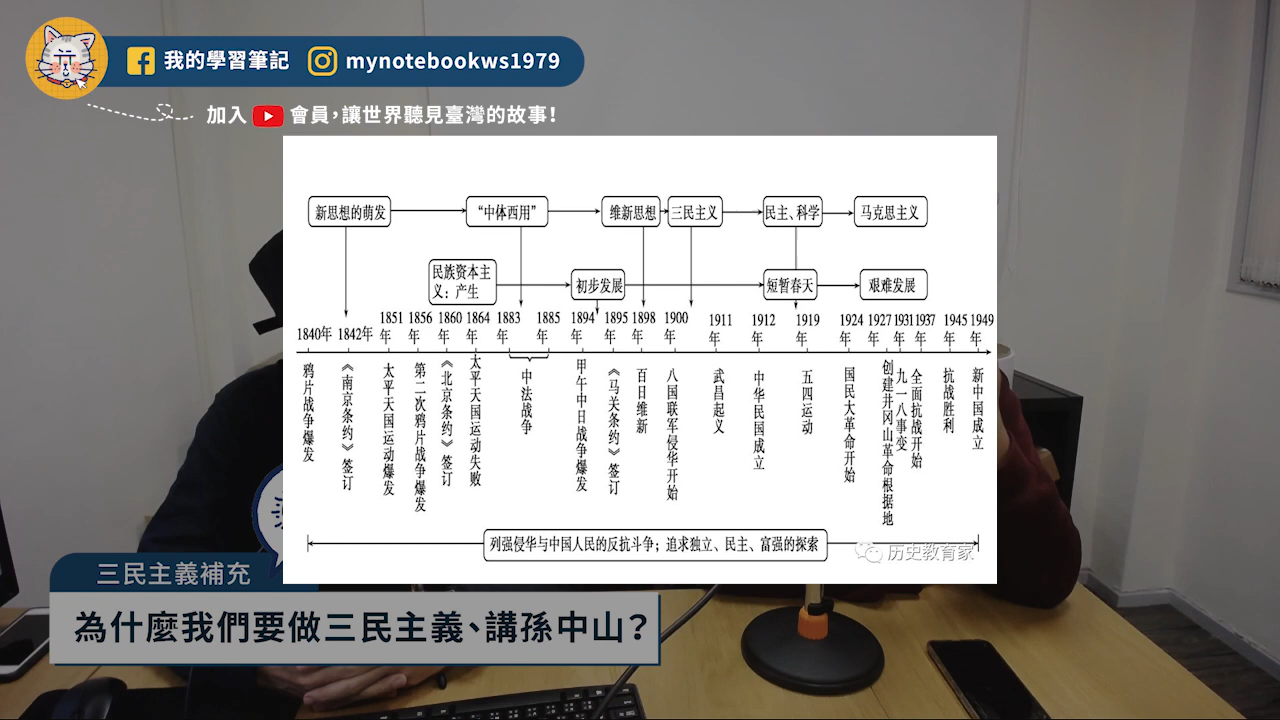 我的學習筆記 mynotebookws1979
加入 會員，讓世界聽見臺灣的故事！
新思想的萌发
“中体西用”
维新思想
三民主义
民主、科学
马克思主义
民族资本主
义：产生
初步发展
短暂春天
艰难发展
1840年
1842年
1851年
1856年
1860年
1864年
1883年
1885年
1894年
1895年
1898年
1900年
1911年
1912年
1919年
1924年
1927年
1931年
1937年
1945年
1949年
鸦片战争爆发
《南京条约》签订
太平天国运动爆发
第二次鸦片战争爆发
《北京条约》签订
太平天国运动失败
中法战争
甲午中日战争爆发
《马关条约》签订
百日维新
八国联军侵华开始
武昌起义
中华民国成立
五四运动
国民大革命开始
创建井冈山革命根据地
九一八事变
全面抗战开始
抗战胜利
新中国成立
列强侵华与中国人民的反抗斗争；追求独立、民主、富强的探索
历史教育家
三民主義補充
為什麼我們要做三民主義、講孫中山？